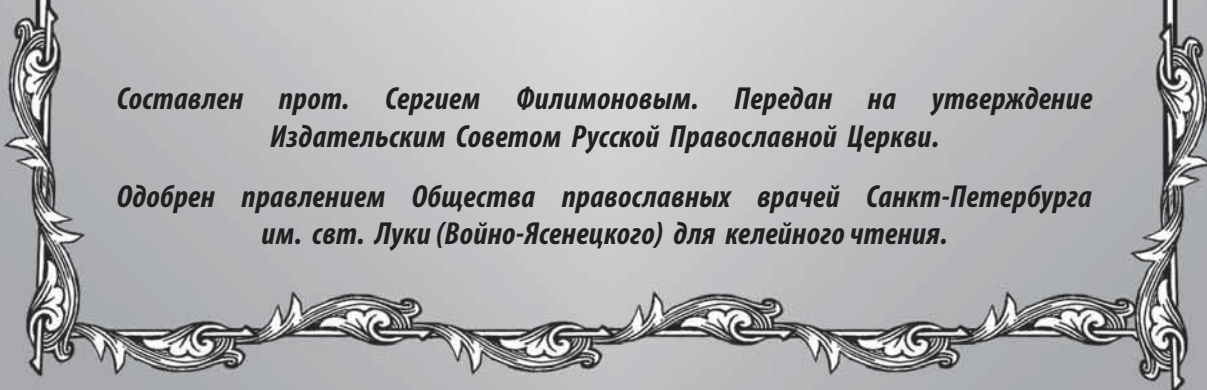 Составлен прот. Сергием Филимоновым. Передан на утверждение
Издательским Советом Русской Православной Церкви.
Одобрен правлением Общества православных врачей Санкт-Петербурга
им. свт. Луки (Войно-Ясенецкого) для келейного чтения.